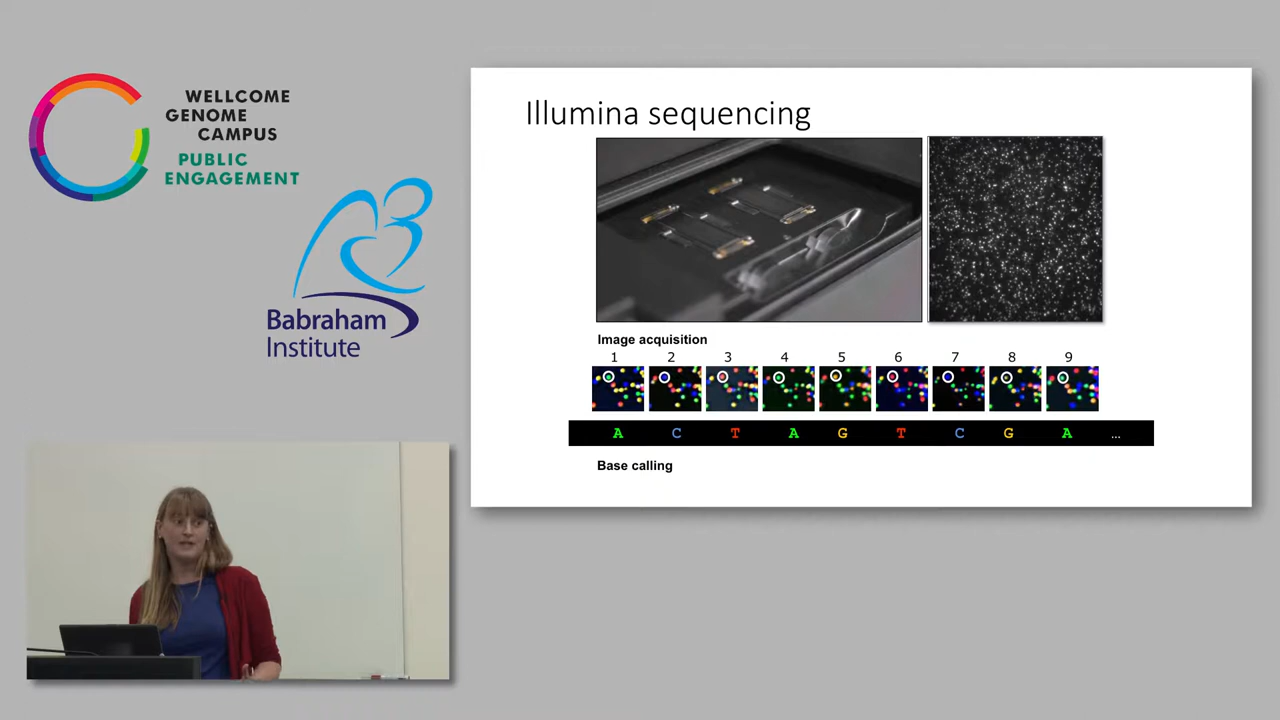 WELLCOME
GENOME
CAMPUS
PUBLIC
ENGAGEMENT
Babraham
Institute
Illumina sequencing
Image acquisition
1 2 3 4 5 6 7 8 9
A C T A G T C G A ...
Base calling